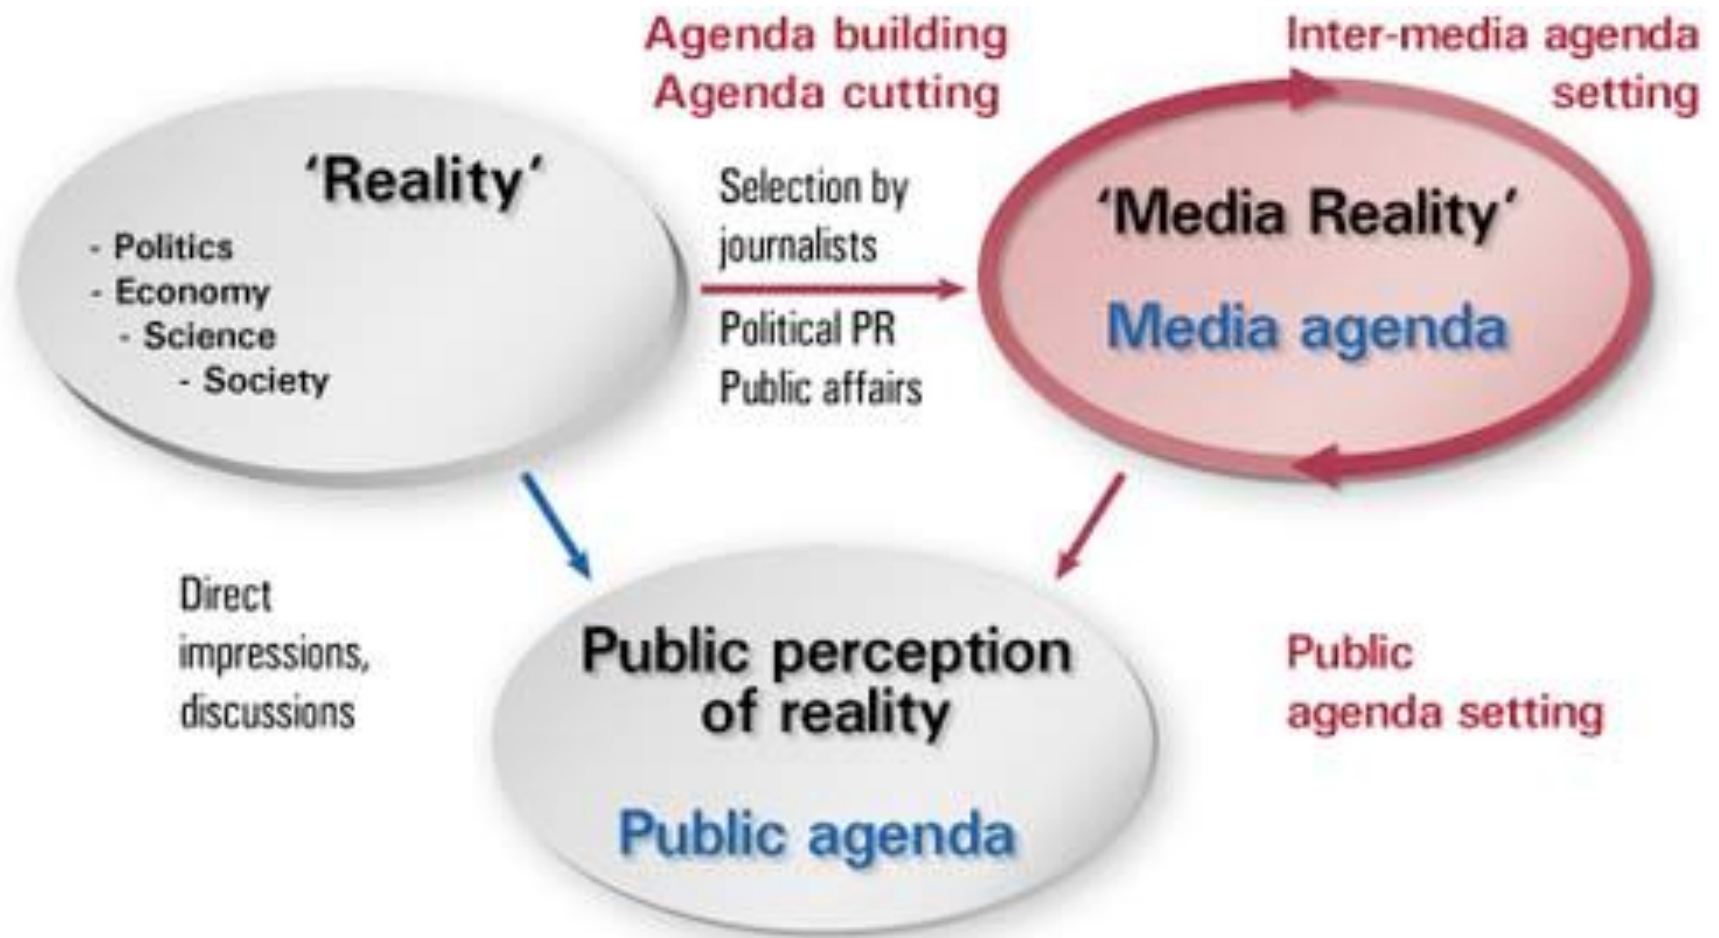 Agenda building
Agenda cutting
Inter-media agenda
setting
‘Reality’
- Politics
- Economy
- Science
- Society
Selection by
journalists
Political PR
Public affairs
‘Media Reality’
Media agenda
Direct
impressions,
discussions
Public perception
of reality
Public agenda
Public
agenda setting